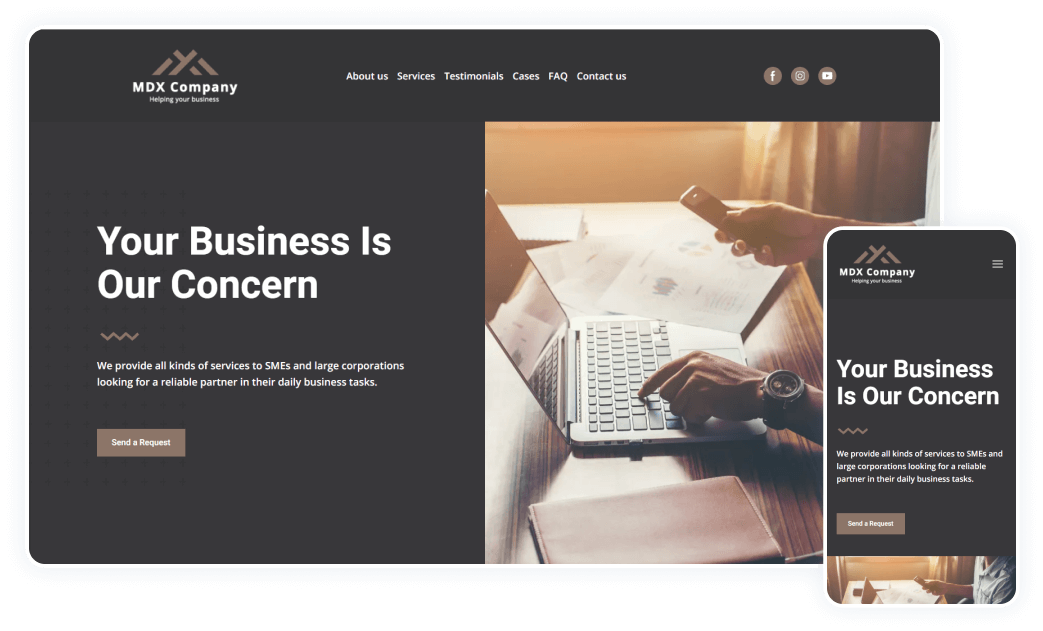 MDX Company
Helping your business
About us Services Testimonials Cases FAQ Contact us
Your Business Is
Our Concern
We provide all kinds of services to SMEs and large corporations
looking for a reliable partner in their daily business tasks.
Send a Request
MDX Company
Helping your business
Your Business
Is Our Concern
We provide all kinds of services to SMEs and
large corporations looking for a reliable
partner in their daily business tasks.
Send a Request